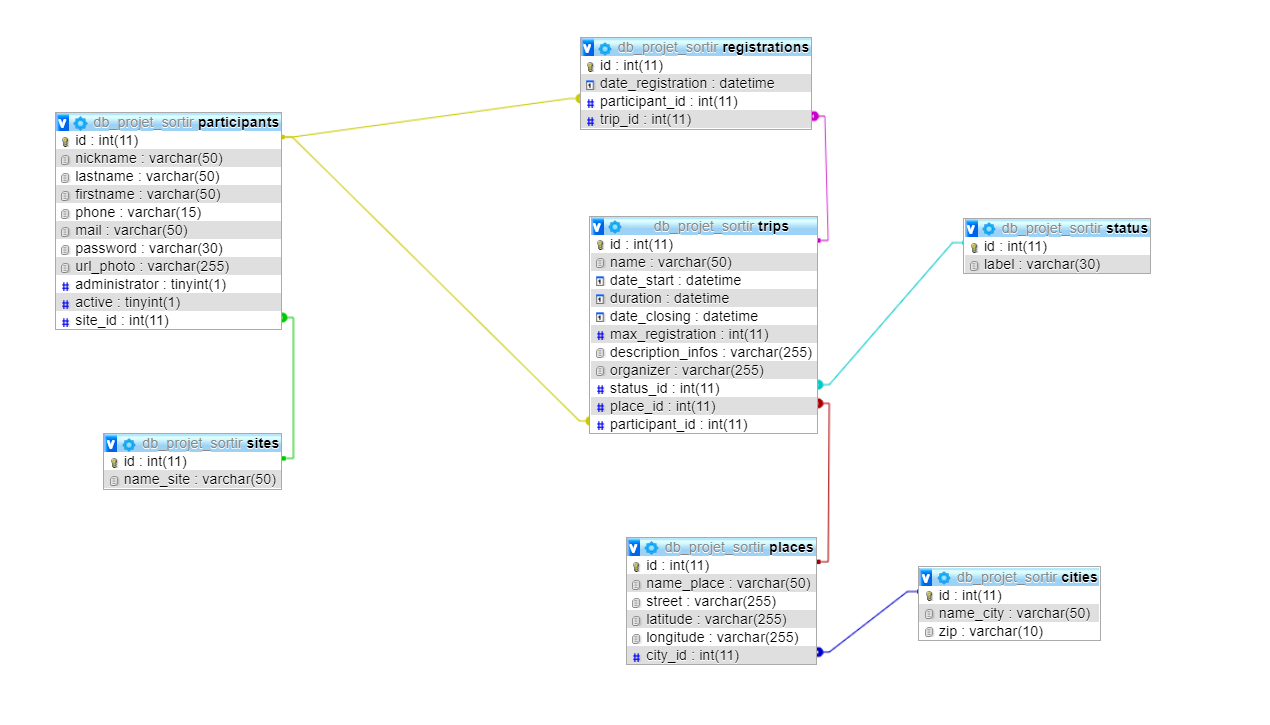 db_projet_sortir registrations
id : int(11)
date_registration : datetime
participant_id : int(11)
trip_id : int(11)
db_projet_sortir participants
id : int(11)
nickname : varchar(50)
lastname : varchar(50)
firstname : varchar(50)
phone : varchar(15)
mail : varchar(50)
password : varchar(30)
url_photo : varchar(255)
administrator : tinyint(1)
active : tinyint(1)
site_id : int(11)
db_projet_sortir trips
id : int(11)
name : varchar(50)
date_start : datetime
duration : datetime
date_closing : datetime
max_registration : int(11)
description_infos : varchar(255)
organizer : varchar(255)
status_id : int(11)
place_id : int(11)
participant_id : int(11)
db_projet_sortir status
id : int(11)
label : varchar(30)
db_projet_sortir sites
id : int(11)
name_site : varchar(50)
db_projet_sortir places
id : int(11)
name_place : varchar(50)
street : varchar(255)
latitude : varchar(255)
longitude : varchar(255)
city_id : int(11)
db_projet_sortir cities
id : int(11)
name_city : varchar(50)
zip : varchar(10)